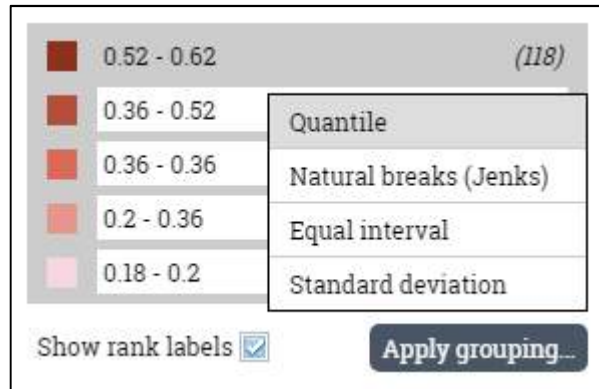 0.52 - 0.62 (118)
0.36 - 0.52
Quantile
0.36 - 0.36
Natural breaks (Jenks)
0.2 - 0.36
Equal interval
0.18 - 0.2
Standard deviation
Show rank labels
Apply grouping...